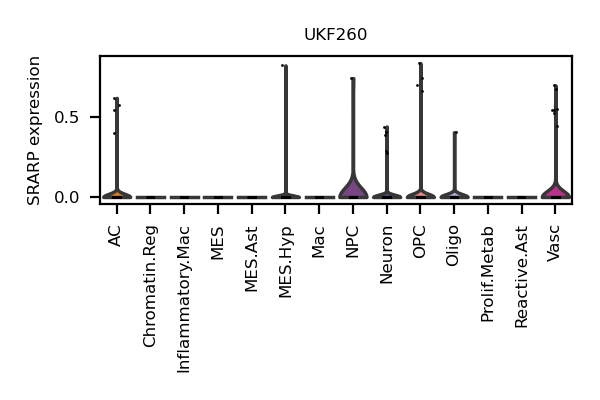 UKF260
SRARP expression
0.5
0.0
AC
Chromatin.Reg
Inflammatory.Mac
MES
MES.Ast
MES.Hyp
Mac
NPC
Neuron
OPC
Oligo
Prolif.Metab
Reactive.Ast
Vasc